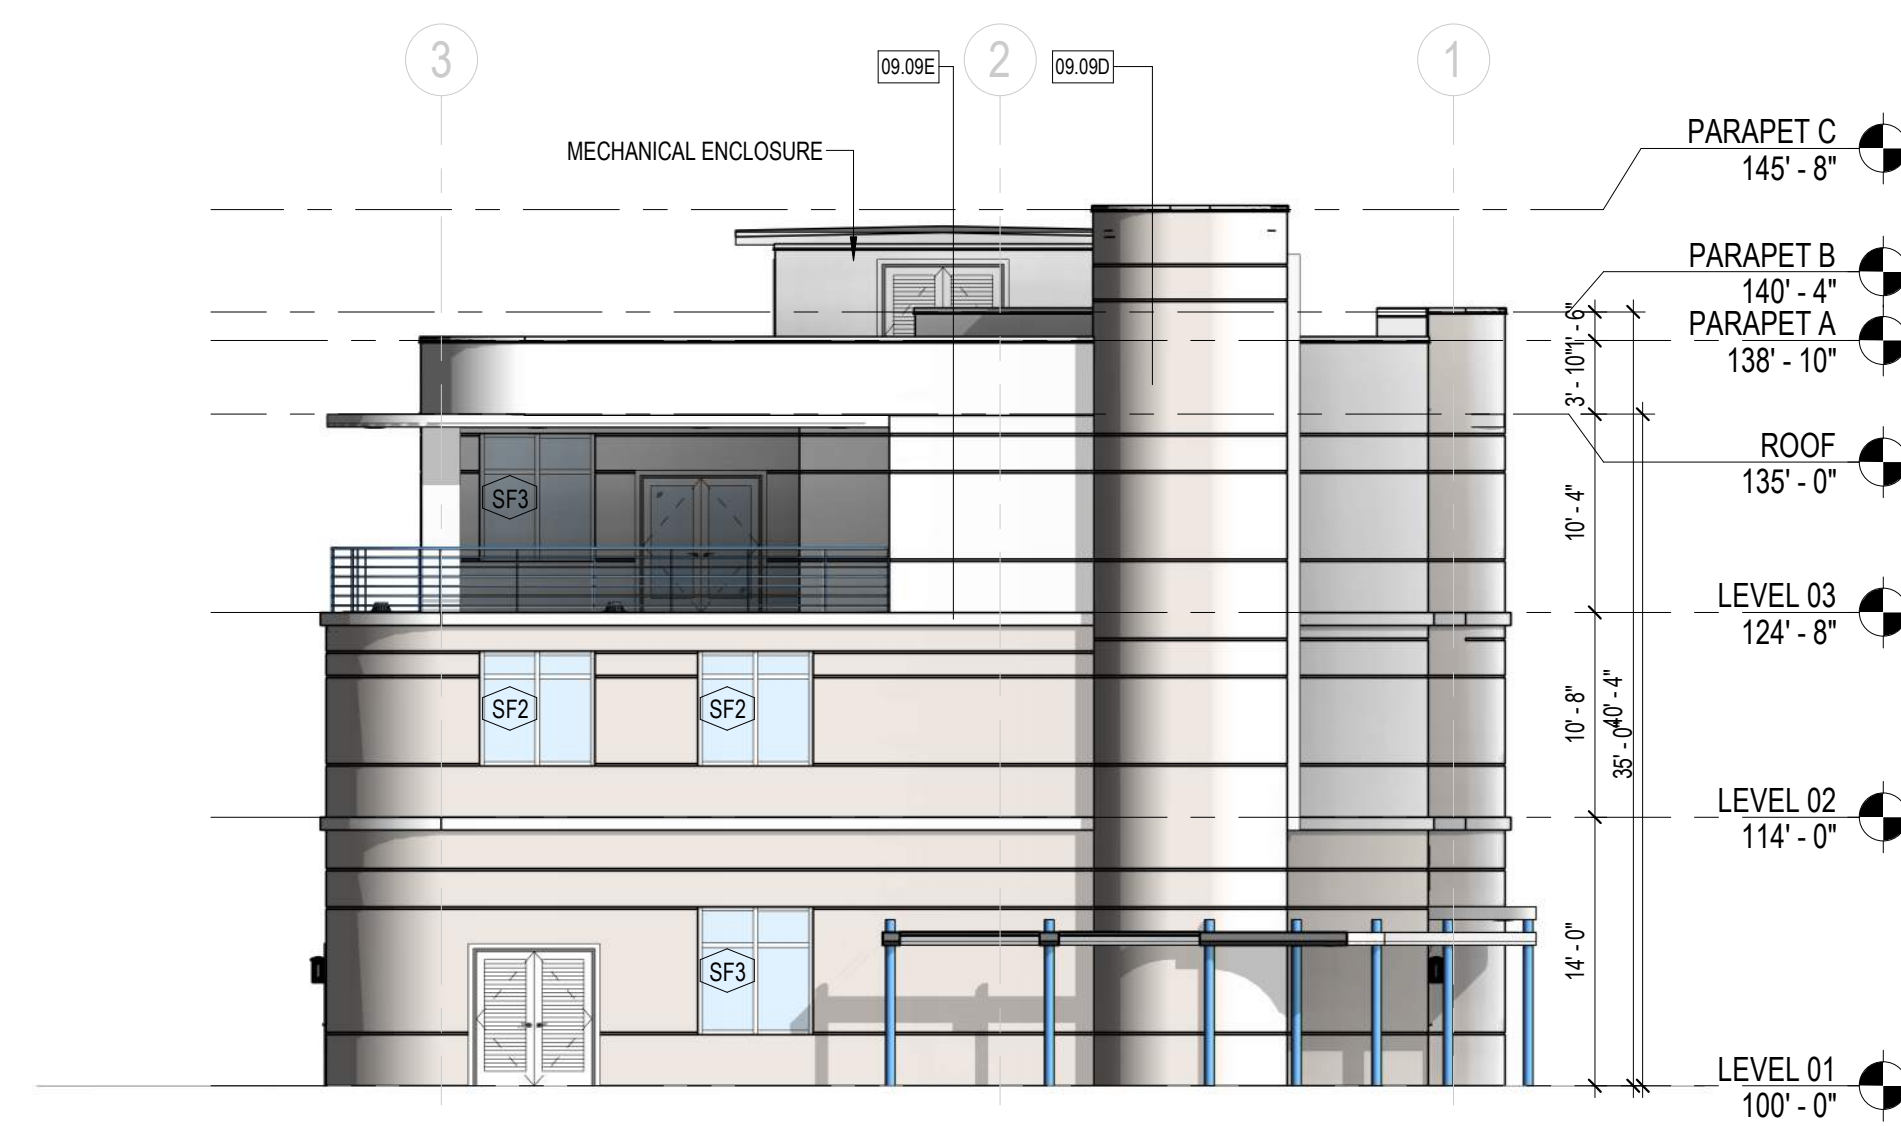 3
2
1
09.09E
09.09D
MECHANICAL ENCLOSURE
PARAPET C
145' - 8"
PARAPET B
140' - 4"
PARAPET A
138' - 10"
ROOF
135' - 0"
LEVEL 03
124' - 8"
LEVEL 02
114' - 0"
LEVEL 01
100' - 0"
1' - 6"
3' - 10"
10' - 4"
10' - 8"
14' - 0"
40' - 4"
35' - 0"
SF3
SF2
SF2
SF3